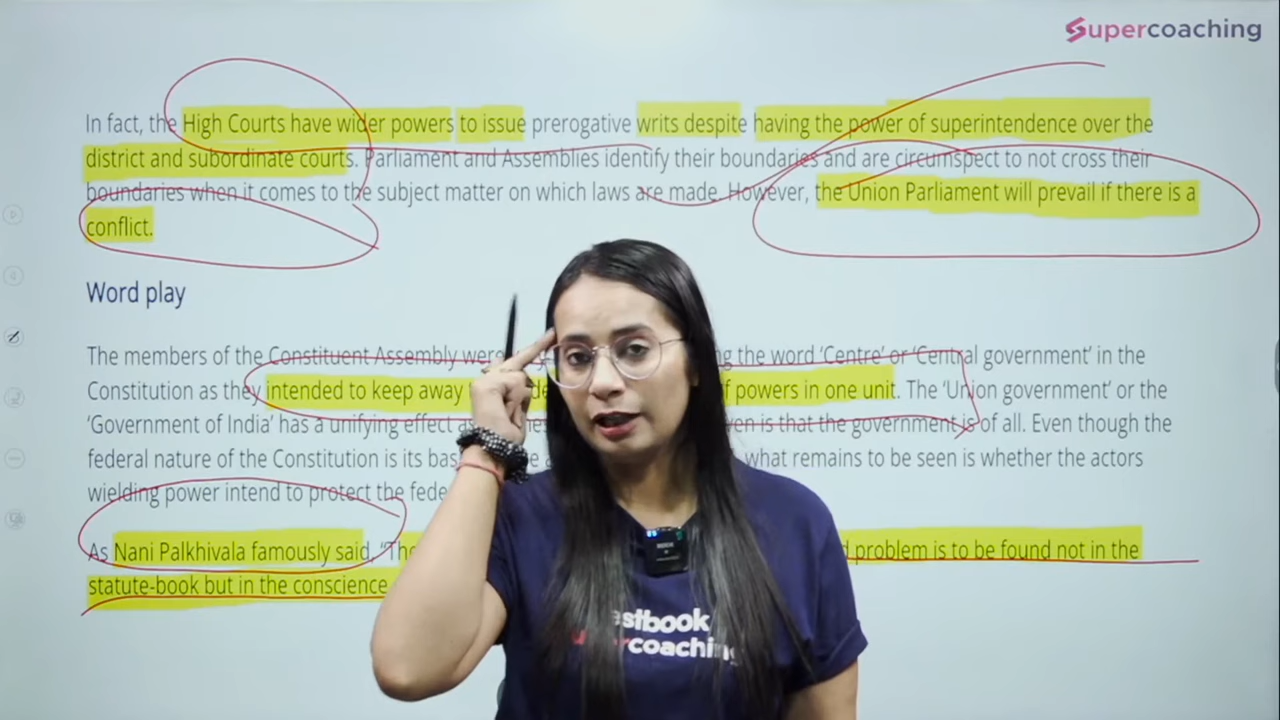 Supercoaching
In fact, the High Courts have wider powers to issue prerogative writs despite having the power of superintendence over the
district and subordinate courts. Parliament and Assemblies identify their boundaries and are circumspect to not cross their
boundaries when it comes to the subject matter on which laws are made. However, the Union Parliament will prevail if there is a
conflict.
Word play
The members of the Constituent Assembly were the word ‘Centre’ or ‘Central government’ in the
Constitution as they intended to keep away of powers in one unit. The ‘Union government’ or the
‘Government of India’ has a unifying effect is that the government is of all. Even though the
federal nature of the Constitution is its what remains to be seen is whether the actors
wielding power intend to protect the
As Nani Palkhivala famously said, problem is to be found not in the
statute-book but in the conscience
coaching